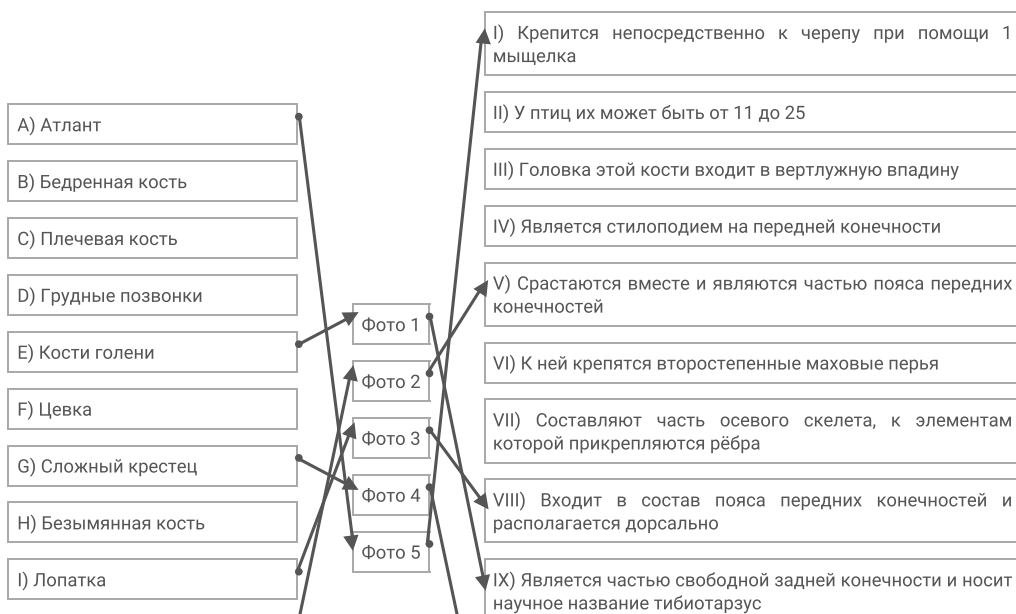 A) Атлант
B) Бедренная кость
C) Плечевая кость
D) Грудные позвонки
E) Кости голени
F) Цевка
G) Сложный крестец
H) Безымянная кость
I) Лопатка
Фото 1
Фото 2
Фото 3
Фото 4
Фото 5
I) Крепится непосредственно к черепу при помощи 1
мыщелка
II) У птиц их может быть от 11 до 25
III) Головка этой кости входит в вертлужную впадину
IV) Является стилоподием на передней конечности
V) Срастаются вместе и являются частью пояса передних
конечностей
VI) К ней крепятся второстепенные маховые перья
VII) Составляют часть осевого скелета, к элементам
которой прикрепляются рёбра
VIII) Входит в состав пояса передних конечностей и
располагается дорсально
IX) Является частью свободной задней конечности и носит
научное название тибиотарзус